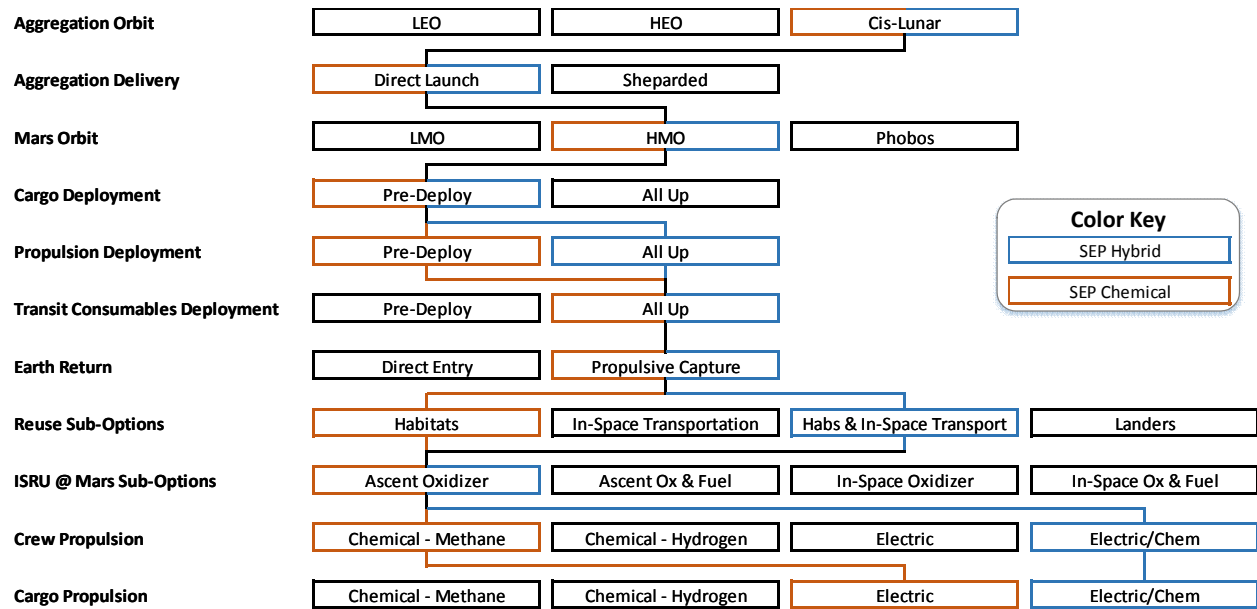 Aggregation Orbit LEO HEO Cis-Lunar
Aggregation Delivery Direct Launch Sheparded
Mars Orbit LMO HMO Phobos
Cargo Deployment Pre-Deploy All Up
Color Key
Propulsion Deployment Pre-Deploy All Up SEP Hybrid
SEP Chemical
Transit Consumables Deployment Pre-Deploy All Up
Earth Return Direct Entry Propulsive Capture
Reuse Sub-Options Habitats In-Space Transportation Habs & In-Space Transport Landers
ISRU @ Mars Sub-Options Ascent Oxidizer Ascent Ox & Fuel In-Space Oxidizer In-Space Ox & Fuel
Crew Propulsion Chemical - Methane Chemical - Hydrogen Electric Electric/Chem
Cargo Propulsion Chemical - Methane Chemical - Hydrogen Electric Electric/Chem